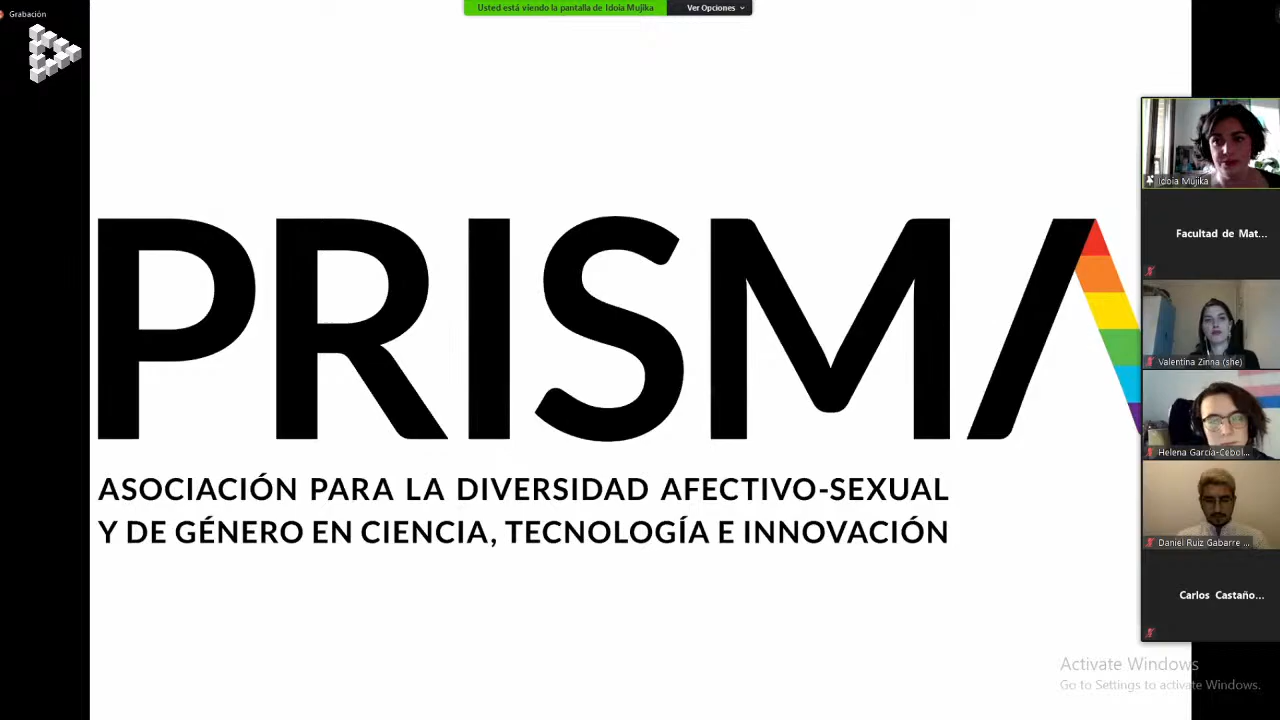 Grabación
Usted está viendo la pantalla de Idoia Mujika
Ver Opciones
PRISMA
ASOCIACIÓN PARA LA DIVERSIDAD AFECTIVO-SEXUAL
Y DE GÉNERO EN CIENCIA, TECNOLOGÍA E INNOVACIÓN
Idoia Mujika
Facultad de Mat...
Valentina Zinna (she)
Helena García-Cebol...
Daniel Ruiz Gabarre ...
Carlos Castaño...
Activate Windows
Go to Settings to activate Windows.